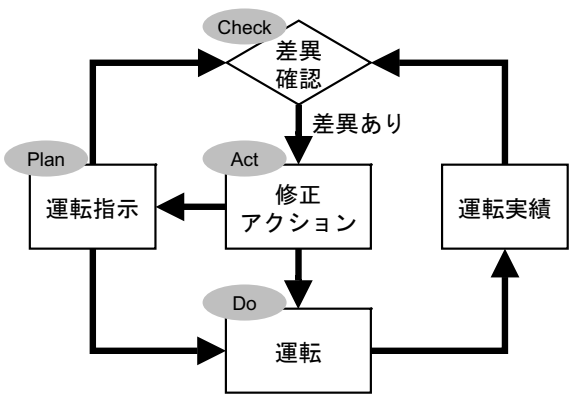 Check
差異
確認
差異あり
Plan
運転指示
Act
修正
アクション
運転実績
Do
運転